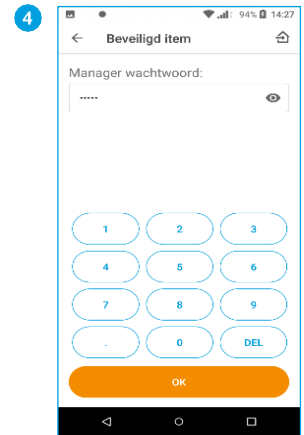 4
94% 14:27
Beveiligd item
Manager wachtwoord:
•••••
1 2 3
4 5 6
7 8 9
. 0 DEL
OK